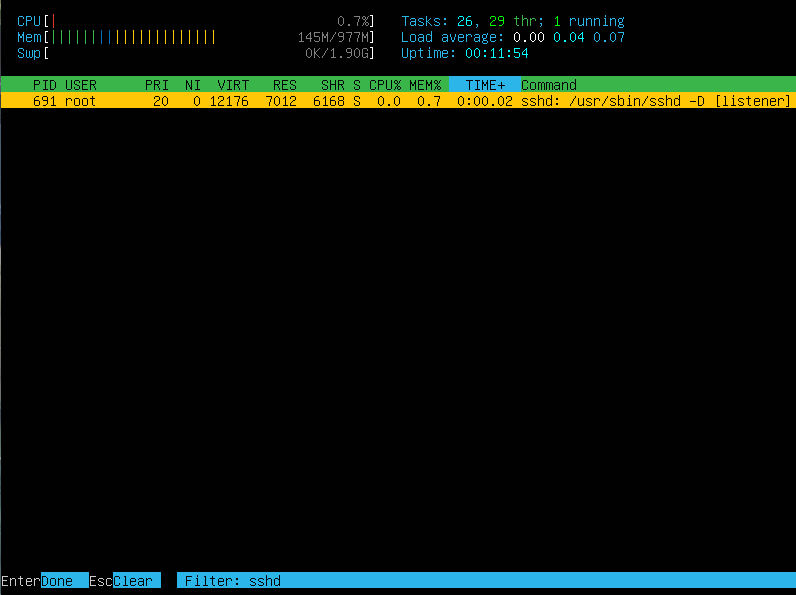 CPU[| 0.7%] Tasks: 26, 29 thr; 1 running
Mem[||||||||||||||||||||| 145M/977M] Load average: 0.00 0.04 0.07
Swp[ 0K/1.90G] Uptime: 00:11:54
PID USER PRI NI VIRT RES SHR S CPU% MEM% TIME+ Command
691 root 20 0 12176 7012 6168 S 0.0 0.7 0:00.02 sshd: /usr/sbin/sshd -D [listener]
EnterDone EscClear Filter: sshd